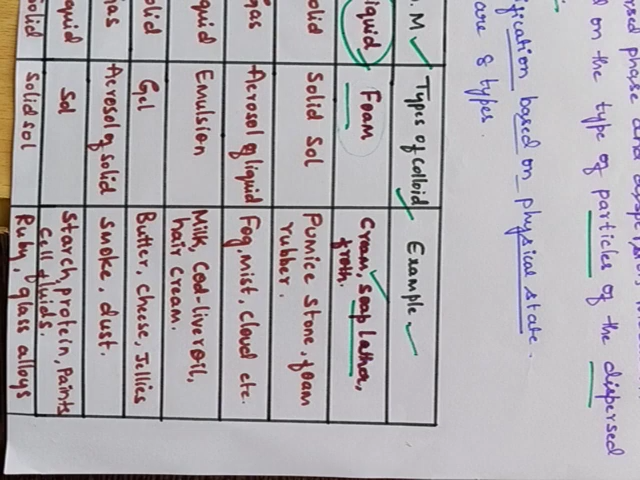 phase and
on the type of particles of the dispersed
ification based on physical state.
are 8 types.
D.M Types of colloid Example
liquid Foam Cream, Soap lather,
froth.
Solid Solid Sol Pumice Stone, foam
rubber.
gas Aerosol of liquid Fog, mist, cloud etc.
liquid Emulsion Milk, Cod-liver oil,
hair cream.
Solid Gel Butter, cheese, Jellies
gas Aerosol of solid Smoke, dust.
liquid Sol Starch, protein, paints
cell fluids.
Solid Solid sol Ruby, glass alloys